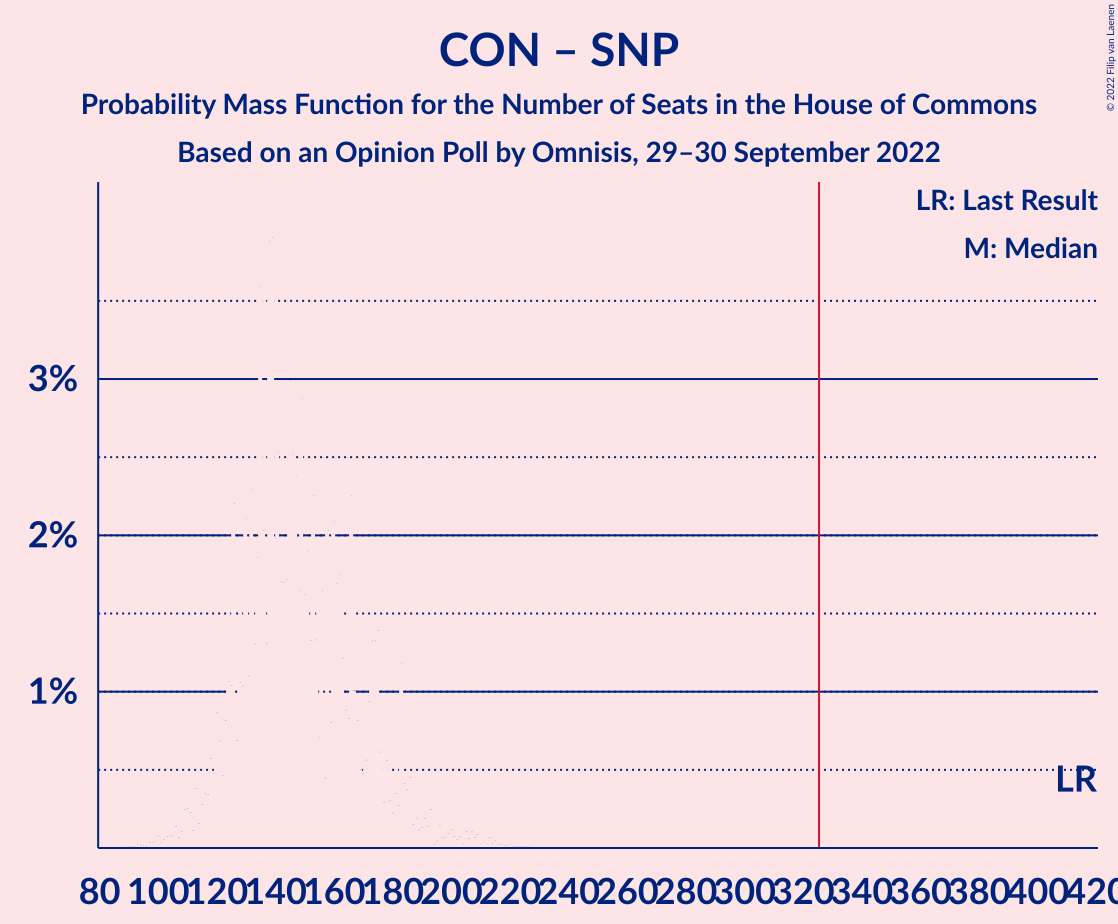 CON – SNP
Probability Mass Function for the Number of Seats in the House of Commons
Based on an Opinion Poll by Omnisis, 29–30 September 2022
© 2022 Filip van Laenen
LR: Last Result
M: Median
3%
2%
1%
LR
80 100 120 140 160 180 200 220 240 260 280 300 320 340 360 380 400 420